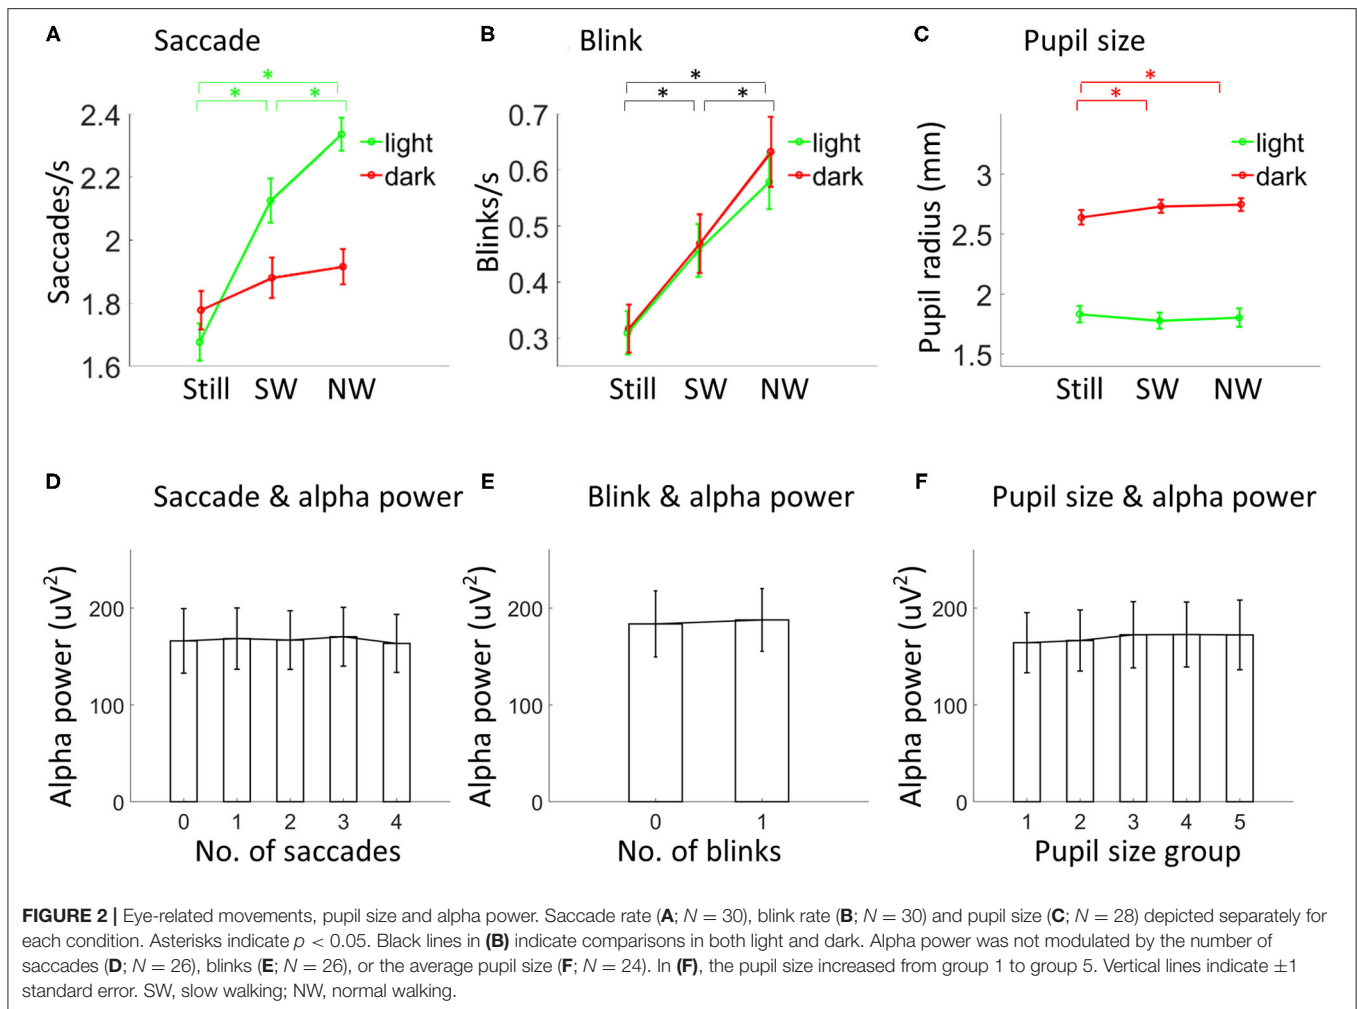 A
Saccade
*
* *
Saccades/s
2.4
2.2
2
1.8
1.6
light
dark
Still SW NW
B
Blink
*
* *
Blinks/s
0.7
0.6
0.5
0.4
0.3
light
dark
Still SW NW
C
Pupil size
*
*
Pupil radius (mm)
3
2.5
2
1.5
light
dark
Still SW NW
D
Saccade & alpha power
Alpha power (uV²)
200
100
0
0 1 2 3 4
No. of saccades
E
Blink & alpha power
Alpha power (uV²)
200
100
0
0 1
No. of blinks
F
Pupil size & alpha power
Alpha power (uV²)
200
100
0
1 2 3 4 5
Pupil size group
FIGURE 2 | Eye-related movements, pupil size and alpha power. Saccade rate (A; N = 30), blink rate (B; N = 30) and pupil size (C; N = 28) depicted separately for
each condition. Asterisks indicate p < 0.05. Black lines in (B) indicate comparisons in both light and dark. Alpha power was not modulated by the number of
saccades (D; N = 26), blinks (E; N = 26), or the average pupil size (F; N = 24). In (F), the pupil size increased from group 1 to group 5. Vertical lines indicate ±1
standard error. SW, slow walking; NW, normal walking.